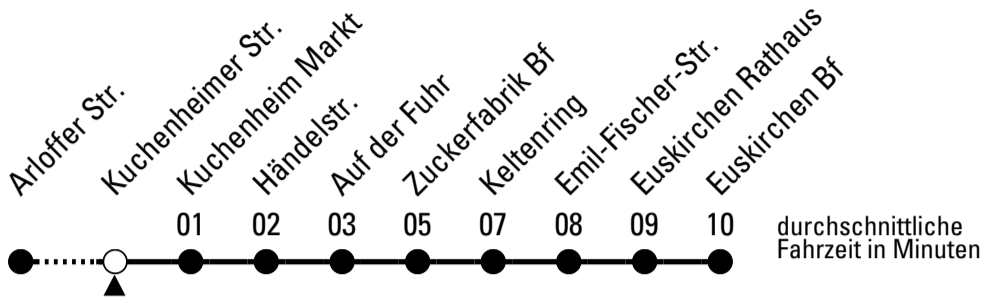 Arloffer Str.
Kuchenheimer Str.
Kuchenheim Markt
Händelstr.
Auf der Fuhr
Zuckerfabrik Bf
Keltenring
Emil-Fischer-Str.
Euskirchen Rathaus
Euskirchen Bf
01 02 03 05 07 08 09 10
durchschnittliche
Fahrzeit in Minuten